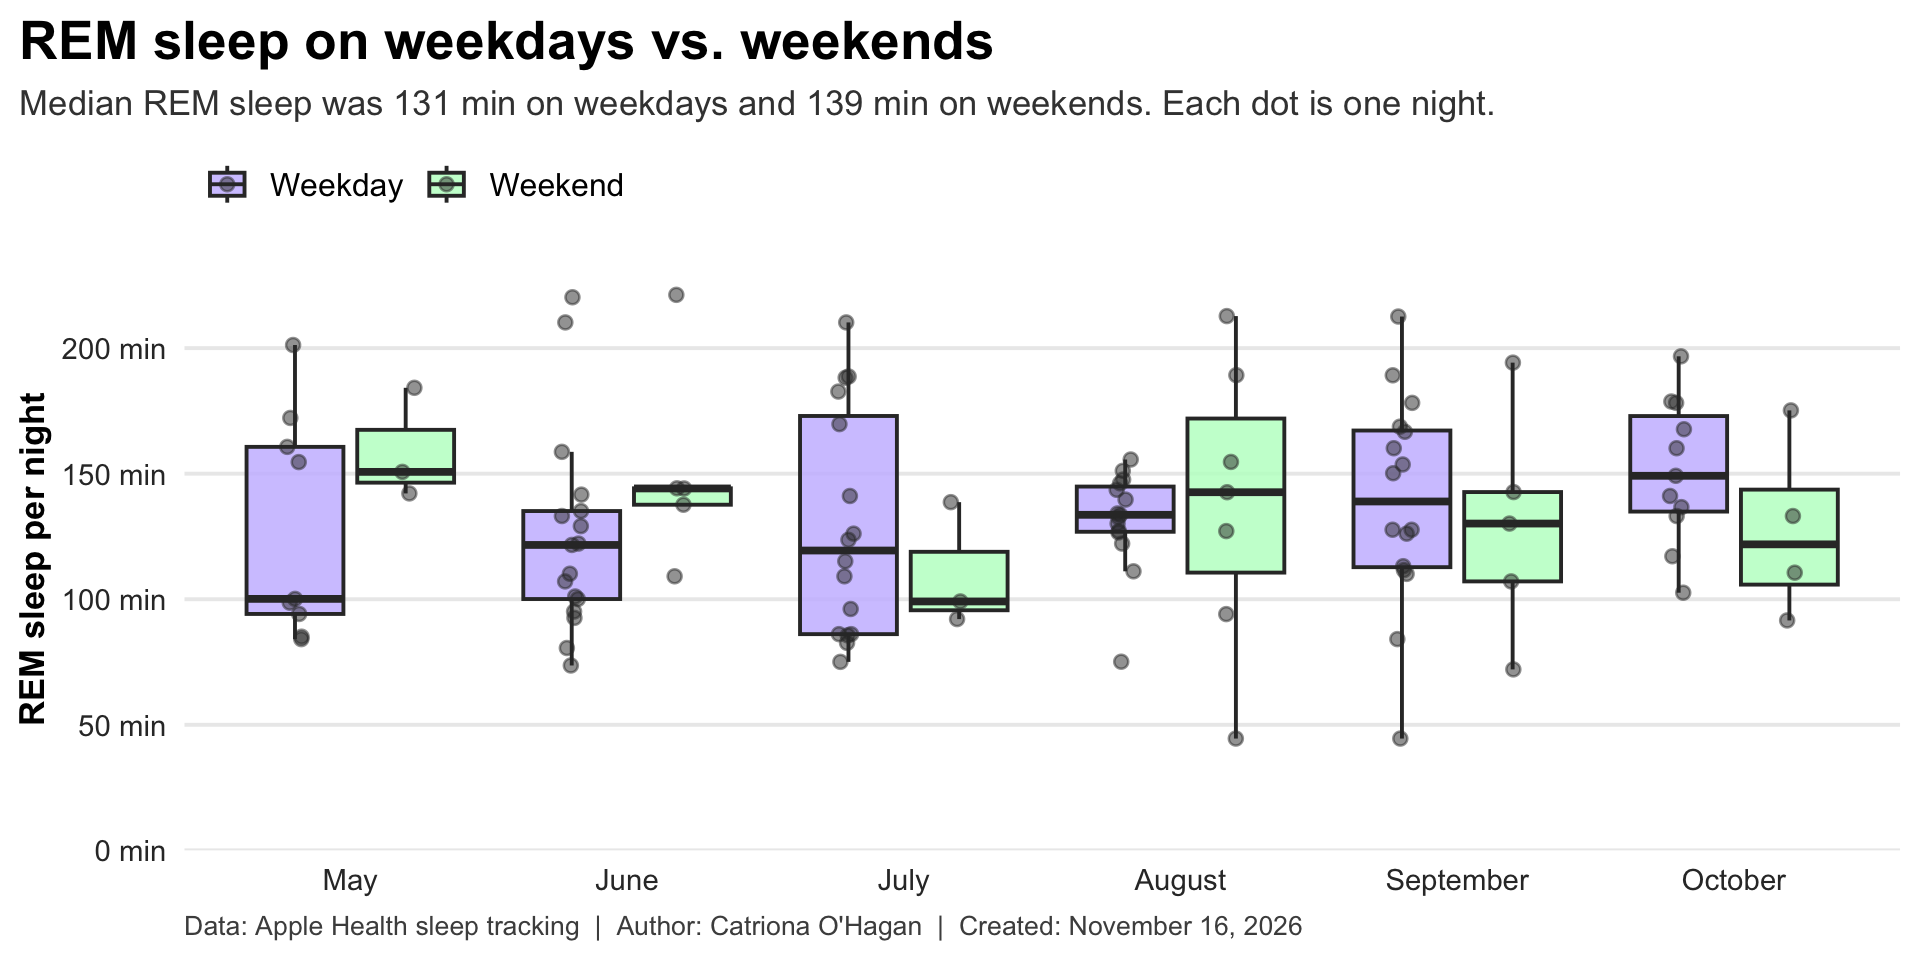 REM sleep on weekdays vs. weekends
Median REM sleep was 131 min on weekdays and 139 min on weekends. Each dot is one night.
Weekday
Weekend
REM sleep per night
200 min
150 min
100 min
50 min
0 min
May
June
July
August
September
October
Data: Apple Health sleep tracking | Author: Catriona O'Hagan | Created: November 16, 2026